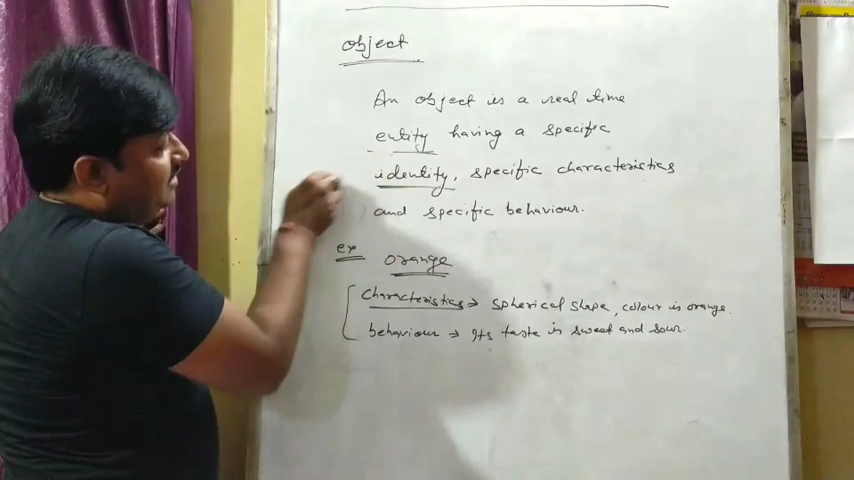 object
An object is a real time
entity having a specific
identity, specific characteristics
and specific behaviour.
ex orange
characteristics → spherical shape, colour is orange.
behaviour → Its taste is sweat and sour.